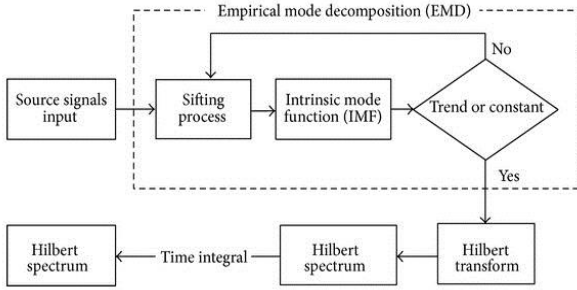 Empirical mode decomposition (EMD)
No
Source signals
input
Sifting
process
Intrinsic mode
function (IMF)
Trend or constant
Yes
Hilbert
spectrum
Time integral
Hilbert
spectrum
Hilbert
transform